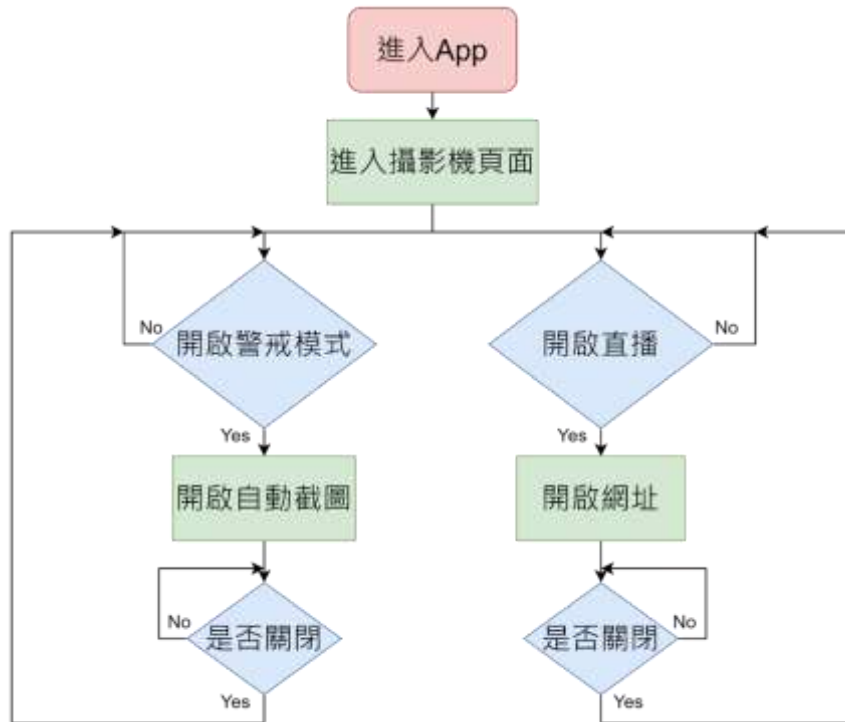 進入App
進入攝影機頁面
No
開啟警戒模式
開啟直播
No
Yes
Yes
開啟自動截圖
開啟網址
No
是否關閉
是否關閉
No
Yes
Yes